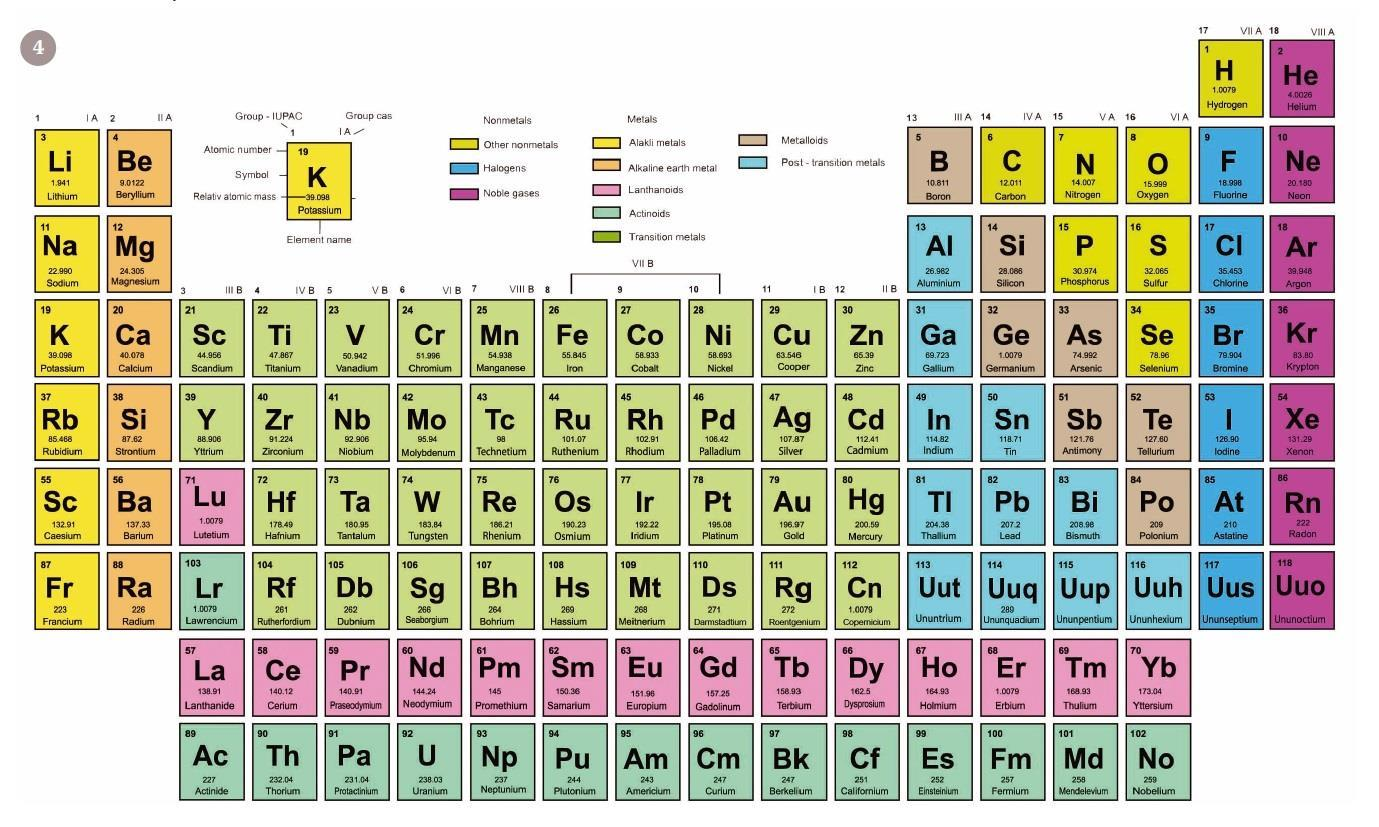 4
17 VII A 18 VIII A
1 2
H He
1.0079 4.0026
Hydrogen Helium
Group - IUPAC Group cas
1 I A
Atomic number
19
Symbol
K
Relativ atomic mass
39.098
Potassium
Element name
Nonmetals
Other nonmetals
Halogens
Noble gases
Metals
Alakli metals
Alkaline earth metal
Lanthanoids
Actinoids
Transition metals
Metalloids
Post - transition metals
1 I A 2 II A 13 III A 14 IV A 15 V A 16 VI A
3 4 5 6 7 8 9 10
Li Be B C N O F Ne
1.941 9.0122 10.811 12.011 14.007 15.999 18.998 20.180
Lithium Beryllium Boron Carbon Nitrogen Oxygen Fluorine Neon
11 12 13 14 15 16 17 18
Na Mg Al Si P S Cl Ar
22.990 24.305 26.982 28.086 30.974 32.065 35.453 39.948
Sodium Magnesium Aluminium Silicon Phosphorus Sulfur Chlorine Argon
VII B
3 III B 4 IV B 5 V B 6 VI B 7 VIII B 8 9 10 11 I B 12 II B
19 20 21 22 23 24 25 26 27 28 29 30 31 32 33 34 35 36
K Ca Sc Ti V Cr Mn Fe Co Ni Cu Zn Ga Ge As Se Br Kr
39.098 40.078 44.956 47.867 50.942 51.996 54.938 55.845 58.933 58.693 63.546 65.39 69.723 1.0079 74.992 78.96 79.904 83.80
Potassium Calcium Scandium Titanium Vanadium Chromium Manganese Iron Cobalt Nickel Cooper Zinc Gallium Germanium Arsenic Selenium Bromine Krypton
37 38 39 40 41 42 43 44 45 46 47 48 49 50 51 52 53 54
Rb Si Y Zr Nb Mo Tc Ru Rh Pd Ag Cd In Sn Sb Te I Xe
85.468 87.62 88.906 91.224 92.906 95.94 98 101.07 102.91 106.42 107.87 112.41 114.82 118.71 121.76 127.60 126.90 131.29
Rubidium Strontium Yttrium Zirconium Niobium Molybdenum Technetium Ruthenium Rhodium Palladium Silver Cadmium Indium Tin Antimony Tellurium Iodine Xenon
55 56 71 72 73 74 75 76 77 78 79 80 81 82 83 84 85 86
Sc Ba Lu Hf Ta W Re Os Ir Pt Au Hg Tl Pb Bi Po At Rn
132.91 137.33 1.0079 178.49 180.95 183.84 186.21 190.23 192.22 195.08 196.97 200.59 204.38 207.2 208.98 209 210 222
Caesium Barium Lutetium Hafnium Tantalum Tungsten Rhenium Osmium Iridium Platinum Gold Mercury Thallium Lead Bismuth Polonium Astatine Radon
87 88 103 104 105 106 107 108 109 110 111 112 113 114 115 116 117 118
Fr Ra Lr Rf Db Sg Bh Hs Mt Ds Rg Cn Uut Uuq Uup Uuh Uus Uuo
223 226 1.0079 261 262 266 264 269 268 271 272 1.0079 289
Francium Radium Lawrencium Rutherfordium Dubnium Seaborgium Bohrium Hassium Meitnerium Darmstadtium Roentgenium Copernicium Ununtrium Ununquadium Ununpentium Ununhexium Ununseptium Ununoctium
57 58 59 60 61 62 63 64 65 66 67 68 69 70
La Ce Pr Nd Pm Sm Eu Gd Tb Dy Ho Er Tm Yb
138.91 140.12 140.91 144.24 145 150.36 151.96 157.25 158.93 162.5 164.93 1.0079 168.93 173.04
Lanthanide Cerium Praseodymium Neodymium Promethium Samarium Europium Gadolinum Terbium Dysprosium Holmium Erbium Thulium Yttersium
89 90 91 92 93 94 95 96 97 98 99 100 101 102
Ac Th Pa U Np Pu Am Cm Bk Cf Es Fm Md No
227 232.04 231.04 238.03 237 244 243 247 247 251 252 257 258 259
Actinide Thorium Protactinium Uranium Neptunium Plutonium Americium Curium Berkelium Californium Einsteinium Fermium Mendelevium Nobelium